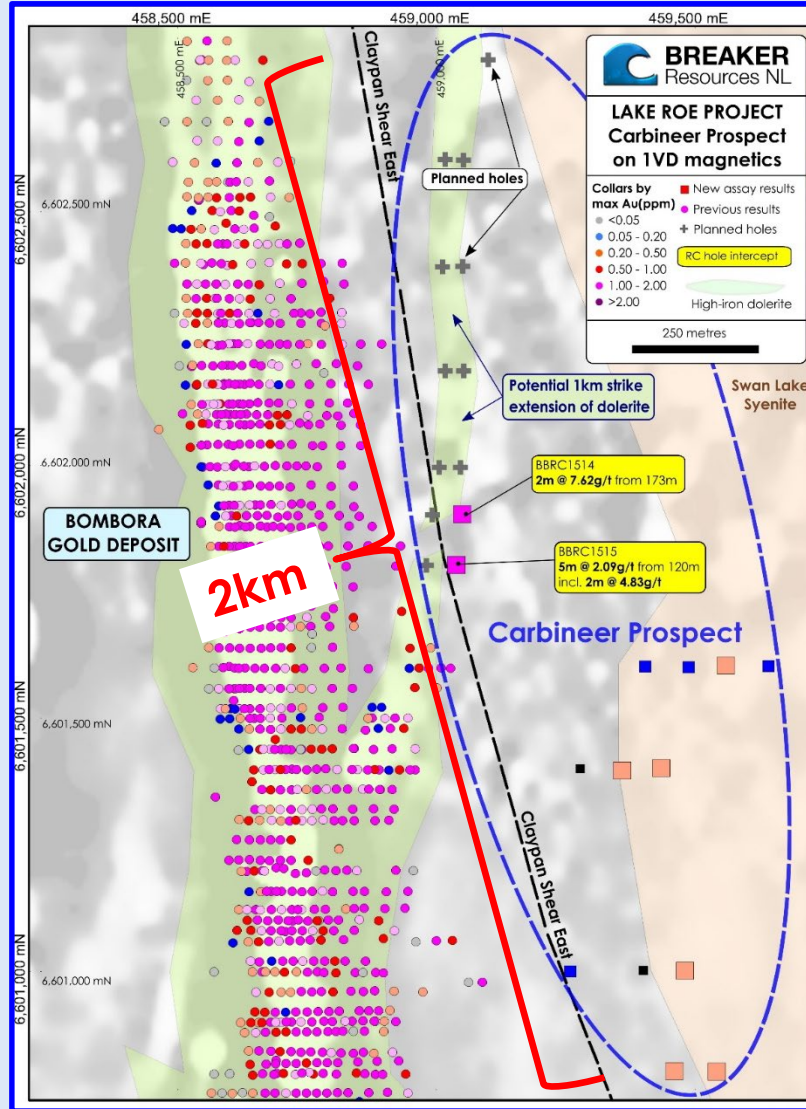 458,500 mE
459,000 mE
459,500 mE
458,500 mE
459,000 mE
Claypan Shear East
BREAKER
Resources NL
LAKE ROE PROJECT
Carbineer Prospect
on 1VD magnetics
Collars by
max Au(ppm)
<0.05
0.05 - 0.20
0.20 - 0.50
0.50 - 1.00
1.00 - 2.00
>2.00
New assay results
Previous results
Planned holes
RC hole intercept
High-iron dolerite
250 metres
Planned holes
6,602,500 mN
6,602,500 mN
Potential 1km strike
extension of dolerite
Swan Lake
Syenite
6,602,000 mN
6,602,000 mN
BBRC1514
2m @ 7.62g/t from 173m
BOMBORA
GOLD DEPOSIT
BBRC1515
5m @ 2.09g/t from 120m
incl. 2m @ 4.83g/t
2km
Carbineer Prospect
6,601,500 mN
6,601,500 mN
Claypan Shear East
6,601,000 mN
6,601,000 mN